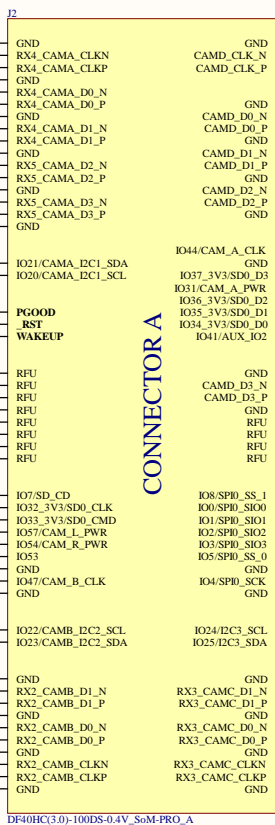 J2
GND GND
RX4_CAMA_CLKN CAMD_CLK_N
RX4_CAMA_CLKP CAMD_CLK_P
GND
RX4_CAMA_D0_N
RX4_CAMA_D0_P GND
GND CAMD_D0_N
RX4_CAMA_D1_N CAMD_D0_P
RX4_CAMA_D1_P GND
GND CAMD_D1_N
RX5_CAMA_D2_N CAMD_D1_P
RX5_CAMA_D2_P GND
GND CAMD_D2_N
RX5_CAMA_D3_N CAMD_D2_P
RX5_CAMA_D3_P GND
GND
IO44/CAM_A_CLK
IO21/CAMA_I2C1_SDA GND
IO20/CAMA_I2C1_SCL IO37_3V3/SD0_D3
IO31/CAM_A_PWR
IO36_3V3/SD0_D2
PGOOD IO35_3V3/SD0_D1
_RST IO34_3V3/SD0_D0
WAKEUP IO41/AUX_IO2
CONNECTOR A
RFU GND
RFU CAMD_D3_N
RFU CAMD_D3_P
RFU GND
RFU RFU
RFU RFU
RFU RFU
RFU RFU
IO7/SD_CD IO8/SPI0_SS_1
IO32_3V3/SD0_CLK IO0/SPI0_SIO0
IO33_3V3/SD0_CMD IO1/SPI0_SIO1
IO57/CAM_L_PWR IO2/SPI0_SIO2
IO54/CAM_R_PWR IO3/SPI0_SIO3
IO53 IO5/SPI0_SS_0
GND GND
IO47/CAM_B_CLK IO4/SPI0_SCK
GND GND
IO22/CAMB_I2C2_SCL IO24/I2C3_SCL
IO23/CAMB_I2C2_SDA IO25/I2C3_SDA
GND GND
RX2_CAMB_D1_N RX3_CAMC_D1_N
RX2_CAMB_D1_P RX3_CAMC_D1_P
GND GND
RX2_CAMB_D0_N RX3_CAMC_D0_N
RX2_CAMB_D0_P RX3_CAMC_D0_P
GND GND
RX2_CAMB_CLKN RX3_CAMC_CLKN
RX2_CAMB_CLKP RX3_CAMC_CLKP
GND GND
DF40HC(3.0)-100DS-0.4V_SoM-PRO_A